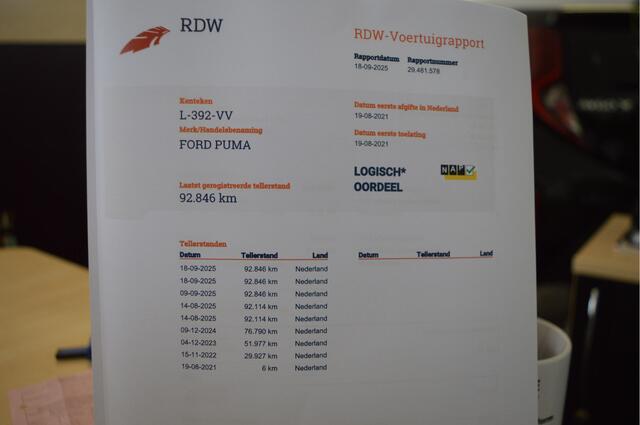 RDW
RDW-Voertuigrapport
Rapportdatum Rapportnummer
18-09-2025 29.481.578
Kenteken
L-392-VV
Merk/Handelsbenaming
FORD PUMA
Datum eerste afgifte in Nederland
19-08-2021
Datum eerste toelating
19-08-2021
Laatst geregistreerde tellerstand
92.846 km
LOGISCH*
OORDEEL
NAP
Tellerstanden
Datum Tellerstand Land Datum Tellerstand Land
18-09-2025 92.846 km Nederland
18-09-2025 92.846 km Nederland
09-09-2025 92.846 km Nederland
14-08-2025 92.114 km Nederland
14-08-2025 92.114 km Nederland
09-12-2024 76.790 km Nederland
04-12-2023 51.977 km Nederland
15-11-2022 29.927 km Nederland
19-08-2021 6 km Nederland